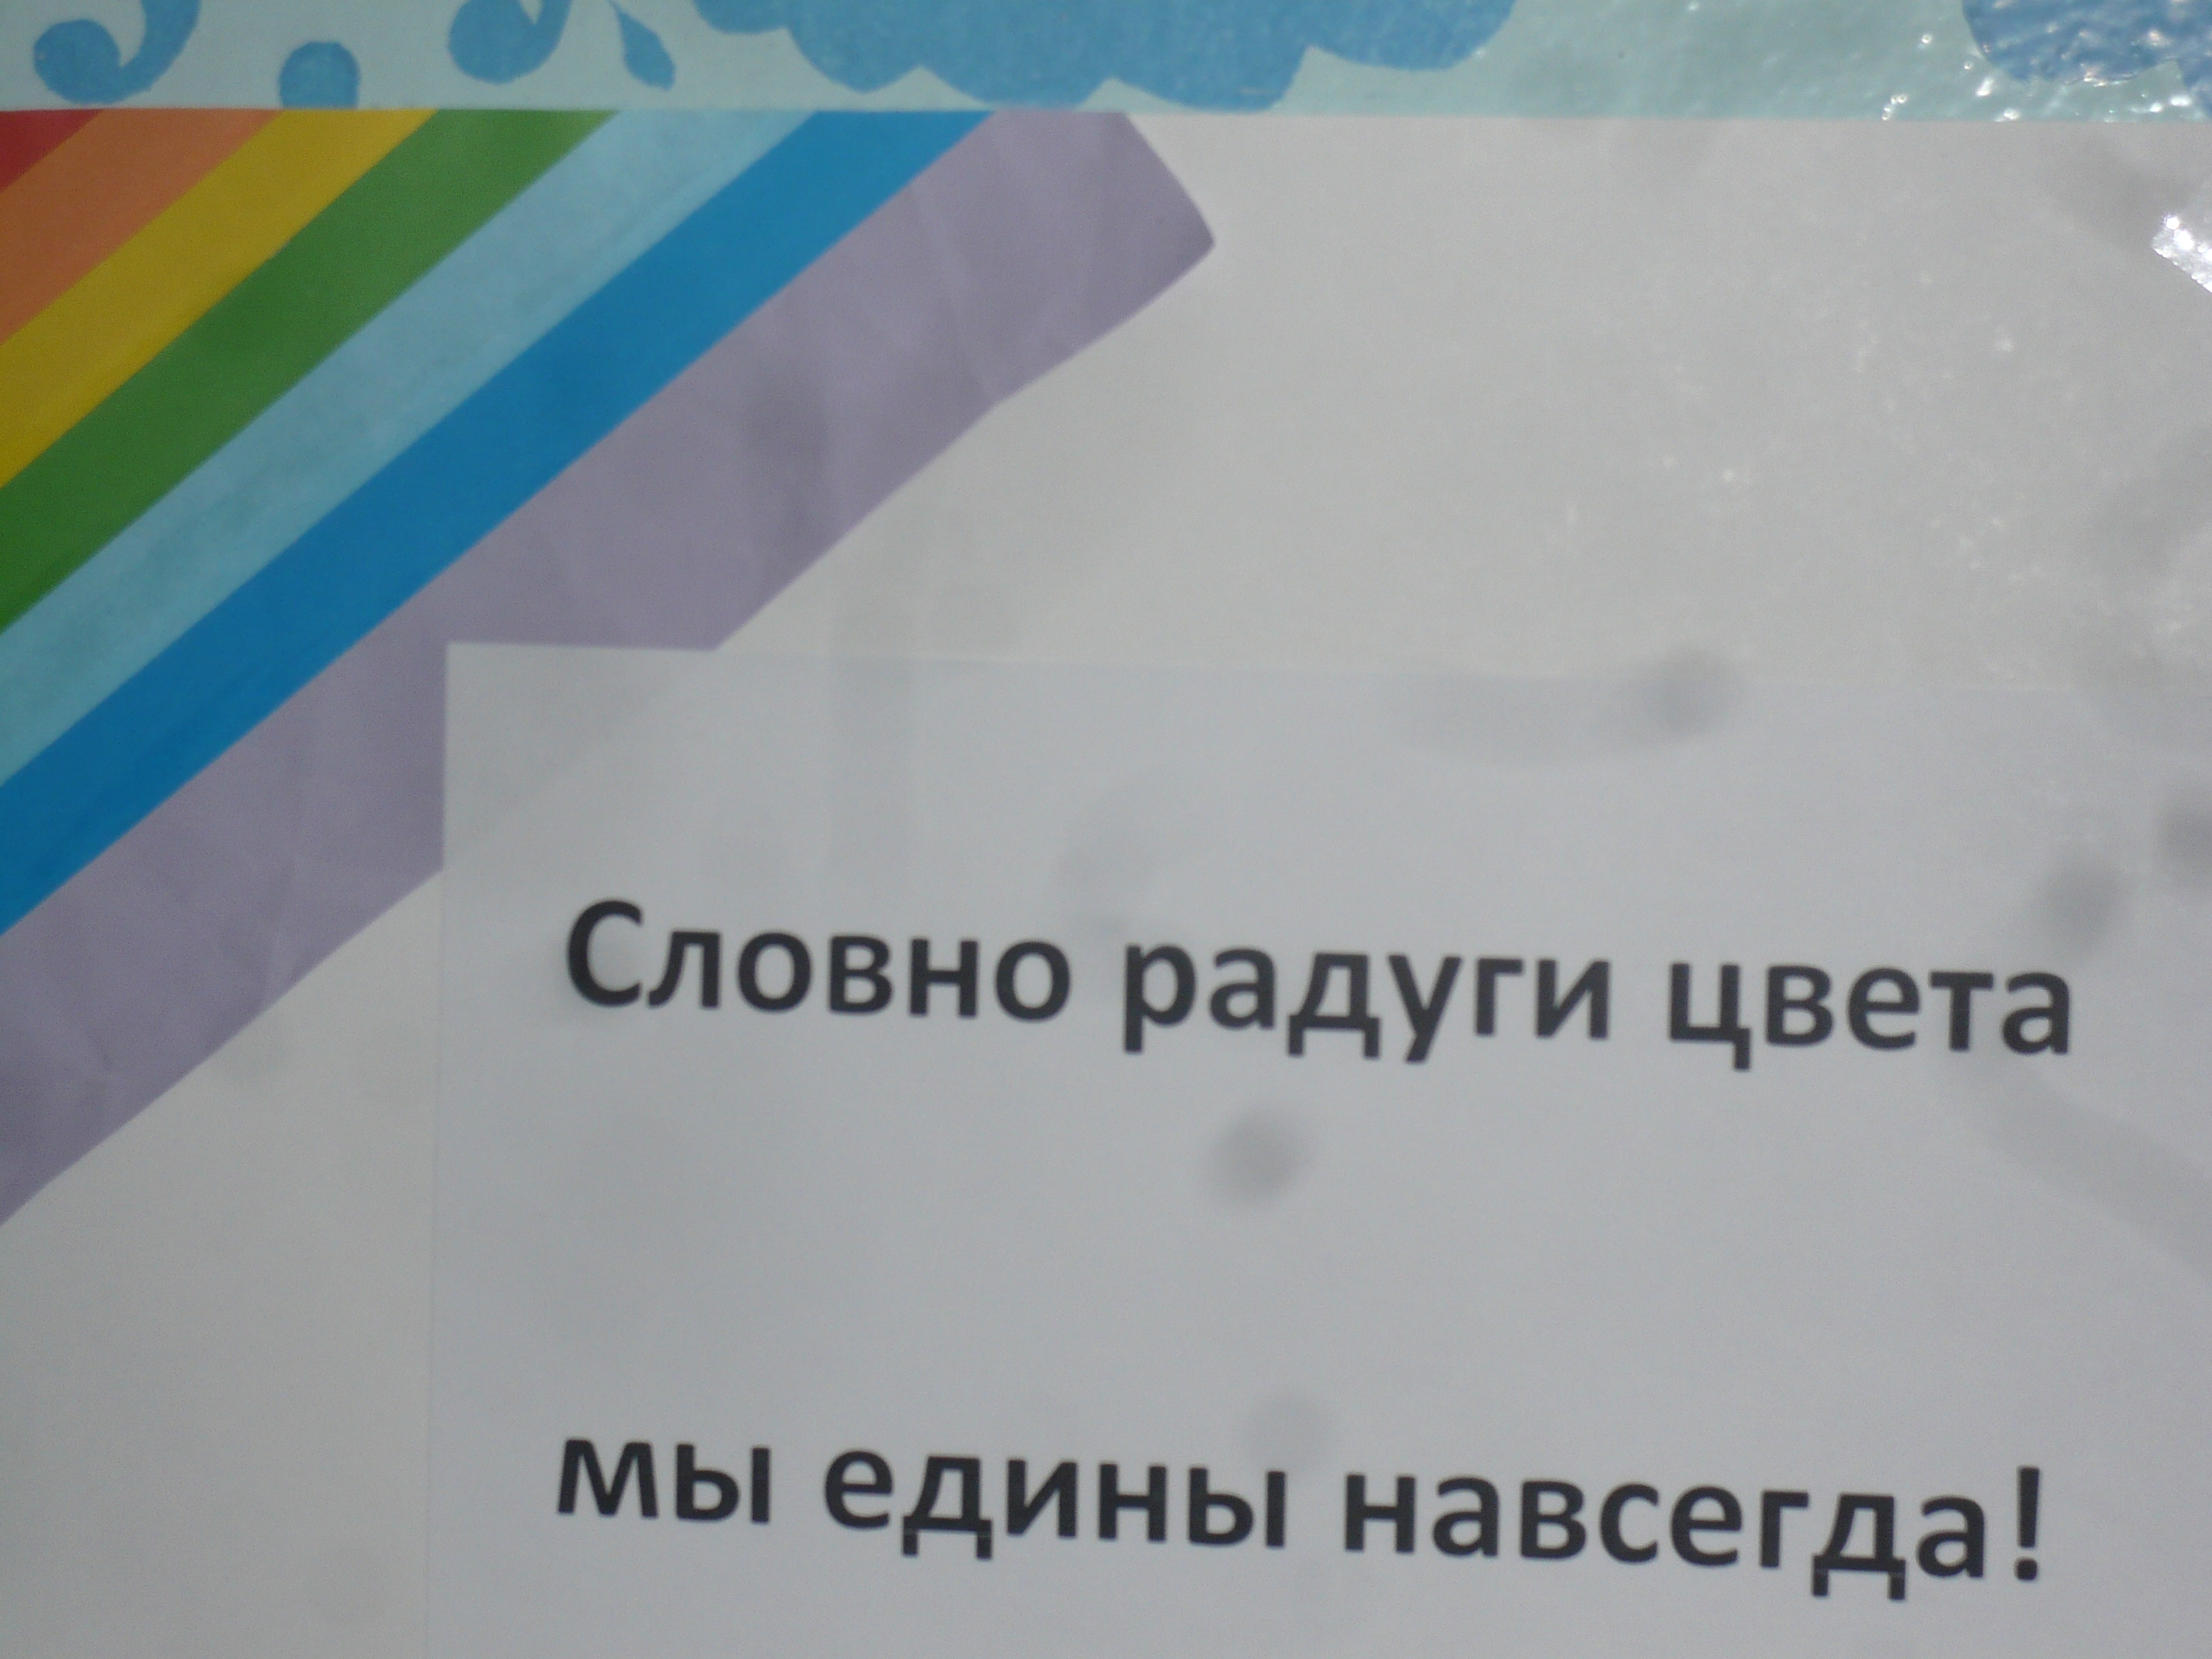 Словно радуги цвета
мы едины навсегда!